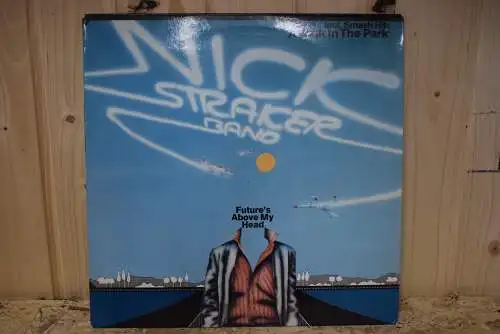 incl. Smash Hit:
A Walk In The Park
NICK
STRAKER
BAND
Future's
Above My
Head